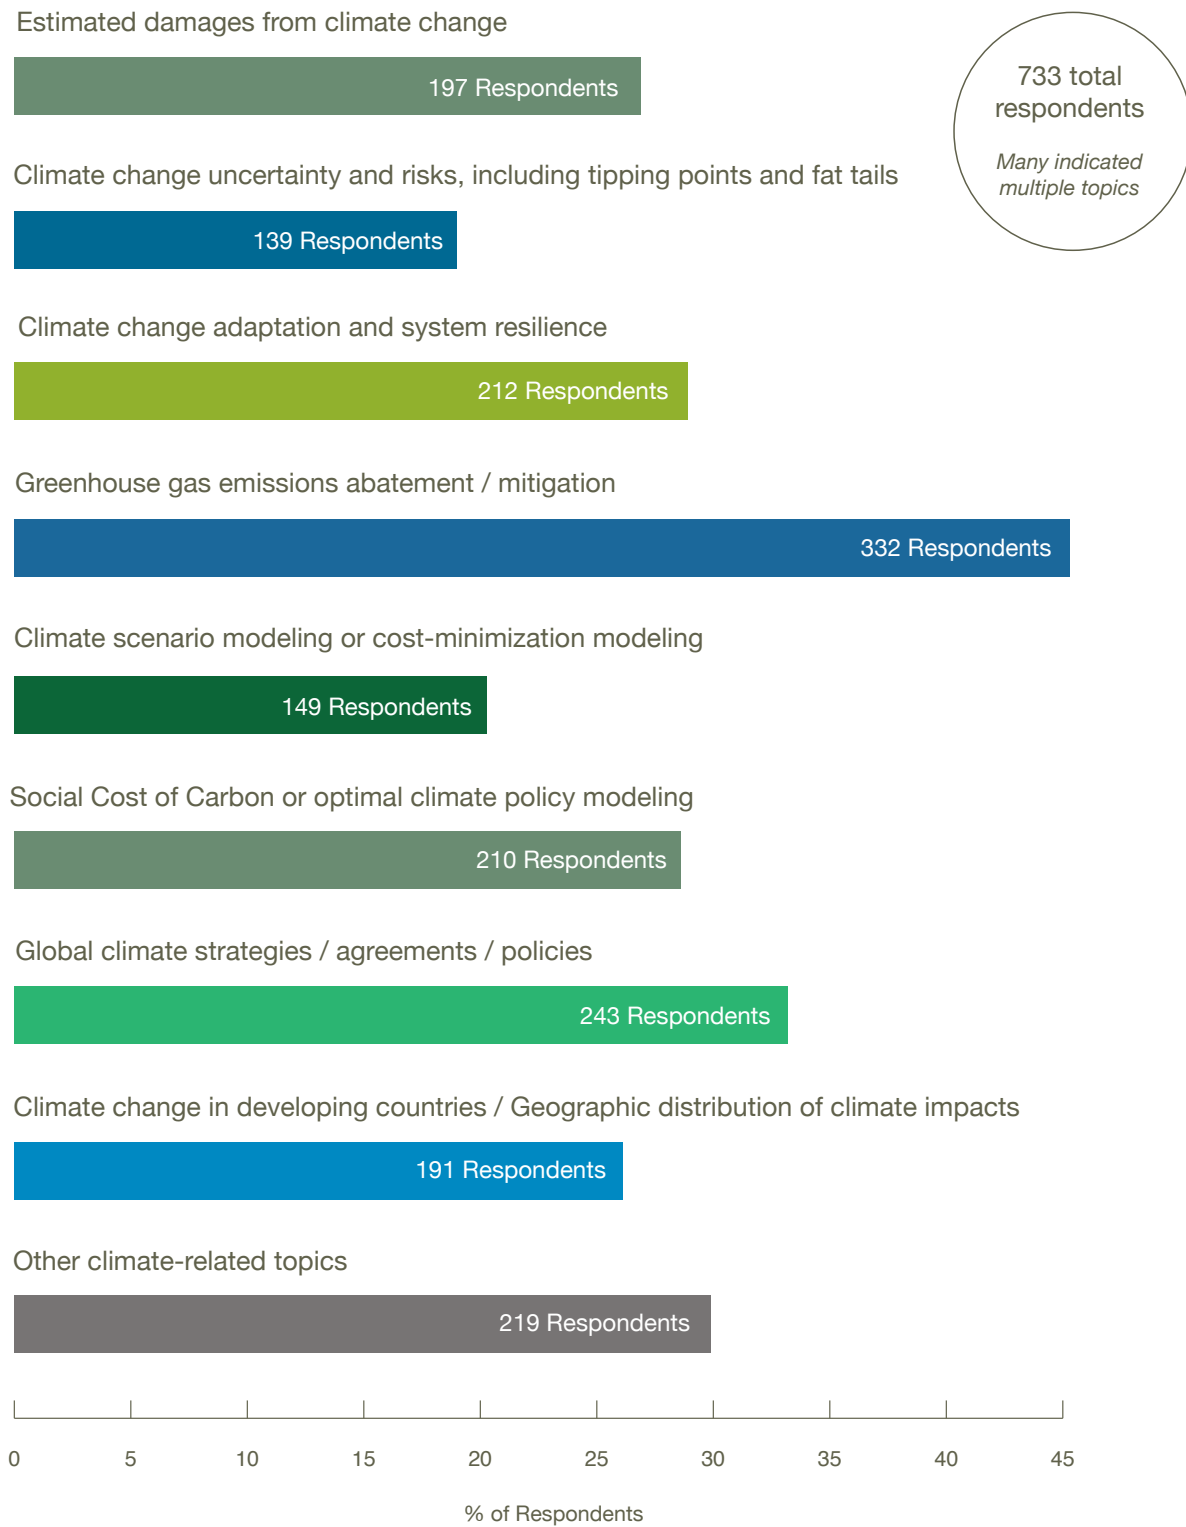 Estimated damages from climate change
197 Respondents
733 total
respondents
Many indicated
multiple topics
Climate change uncertainty and risks, including tipping points and fat tails
139 Respondents
Climate change adaptation and system resilience
212 Respondents
Greenhouse gas emissions abatement / mitigation
332 Respondents
Climate scenario modeling or cost-minimization modeling
149 Respondents
Social Cost of Carbon or optimal climate policy modeling
210 Respondents
Global climate strategies / agreements / policies
243 Respondents
Climate change in developing countries / Geographic distribution of climate impacts
191 Respondents
Other climate-related topics
219 Respondents
0 5 10 15 20 25 30 35 40 45
% of Respondents